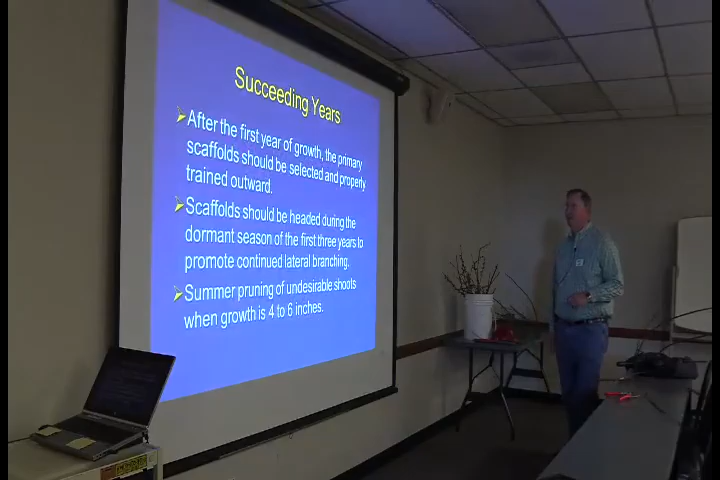 Succeeding Years
After the first year of growth, the primary
scaffolds should be selected and properly
trained outward.
Scaffolds should be headed during the
dormant season of the first three years to
promote continued lateral branching.
Summer pruning of undesirable shoots
when growth is 4 to 6 inches.